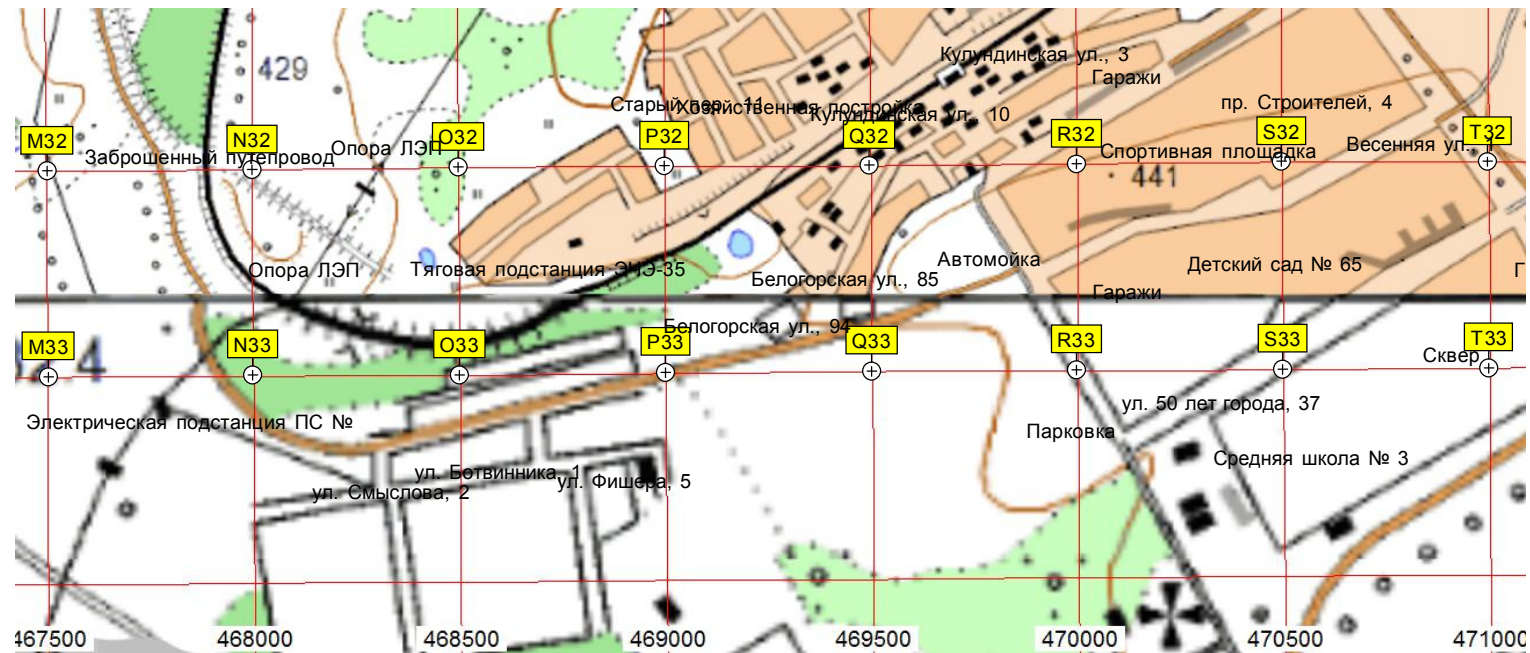 Кулундинская ул., 3
429
Гаражи
Старый пер., 11
Хозяйственная постройка
Кулундинская ул., 10
пр. Строителей, 4
M32
N32
O32
P32
Q32
R32
S32
T32
Заброшенный путепровод
Опора ЛЭП
Спортивная площадка
Весенняя ул., 1
441
Опора ЛЭП
Тяговая подстанция ЭЧЭ-35
Белогорская ул., 85
Автомойка
Детский сад № 65
Г
Гаражи
Белогорская ул., 94
M33
N33
O33
P33
Q33
R33
S33
T33
4
Сквер
Электрическая подстанция ПС №
ул. 50 лет города, 37
Парковка
Средняя школа № 3
ул. Ботвинника, 1
ул. Фишера, 5
ул. Смыслова, 2
467500
468000
468500
469000
469500
470000
470500
471000